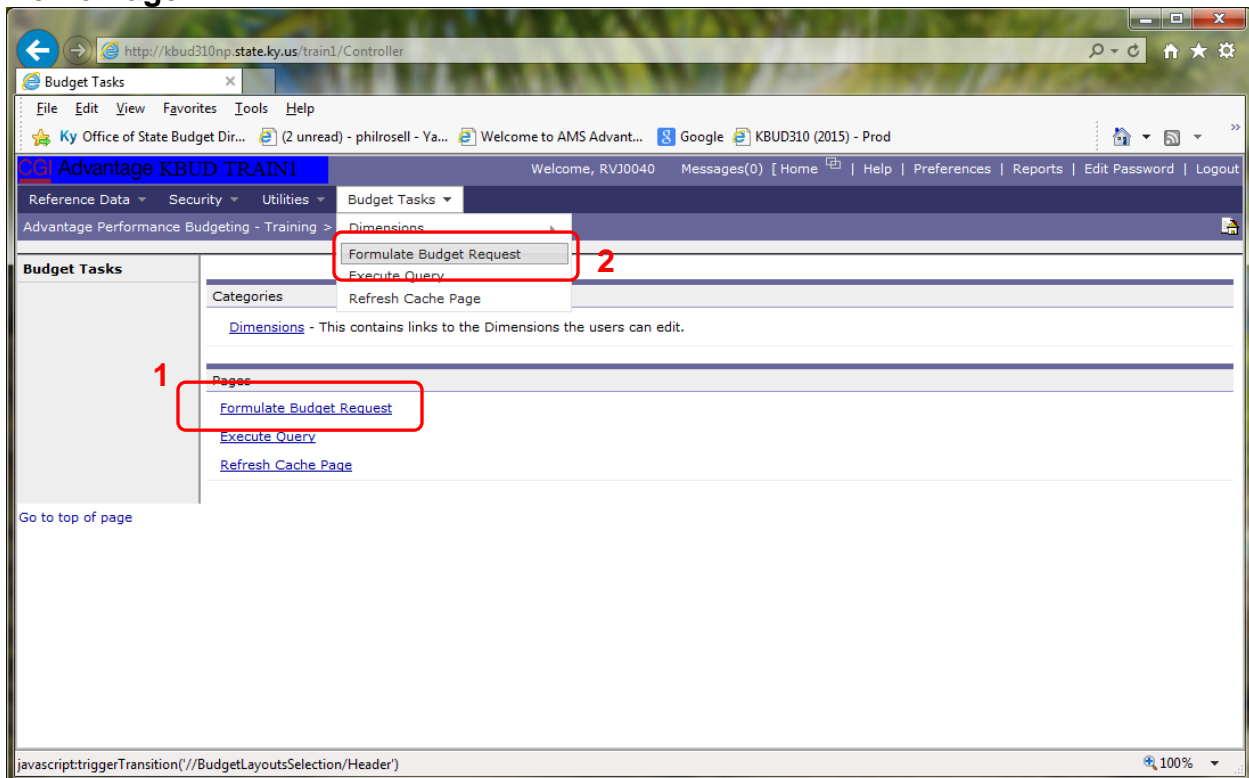 http://kbud310np.state.ky.us/train1/Controller
Budget Tasks
File Edit View Favorites Tools Help
Ky Office of State Budget Dir... (2 unread) - philrosell - Ya... Welcome to AMS Advant... Google KBUD310 (2015) - Prod
CGI Advantage KBUD TRAIN1 Welcome, RVJ0040 Messages(0) [ Home | Help | Preferences | Reports | Edit Password | Logout
Reference Data Security Utilities Budget Tasks
Advantage Performance Budgeting - Training > Dimensions
Formulate Budget Request 2
Budget Tasks
Execute Query
Categories Refresh Cache Page
Dimensions - This contains links to the Dimensions the users can edit.
1 Pages
Formulate Budget Request
Execute Query
Refresh Cache Page
Go to top of page
javascript:triggerTransition('//BudgetLayoutsSelection/Header') 100%